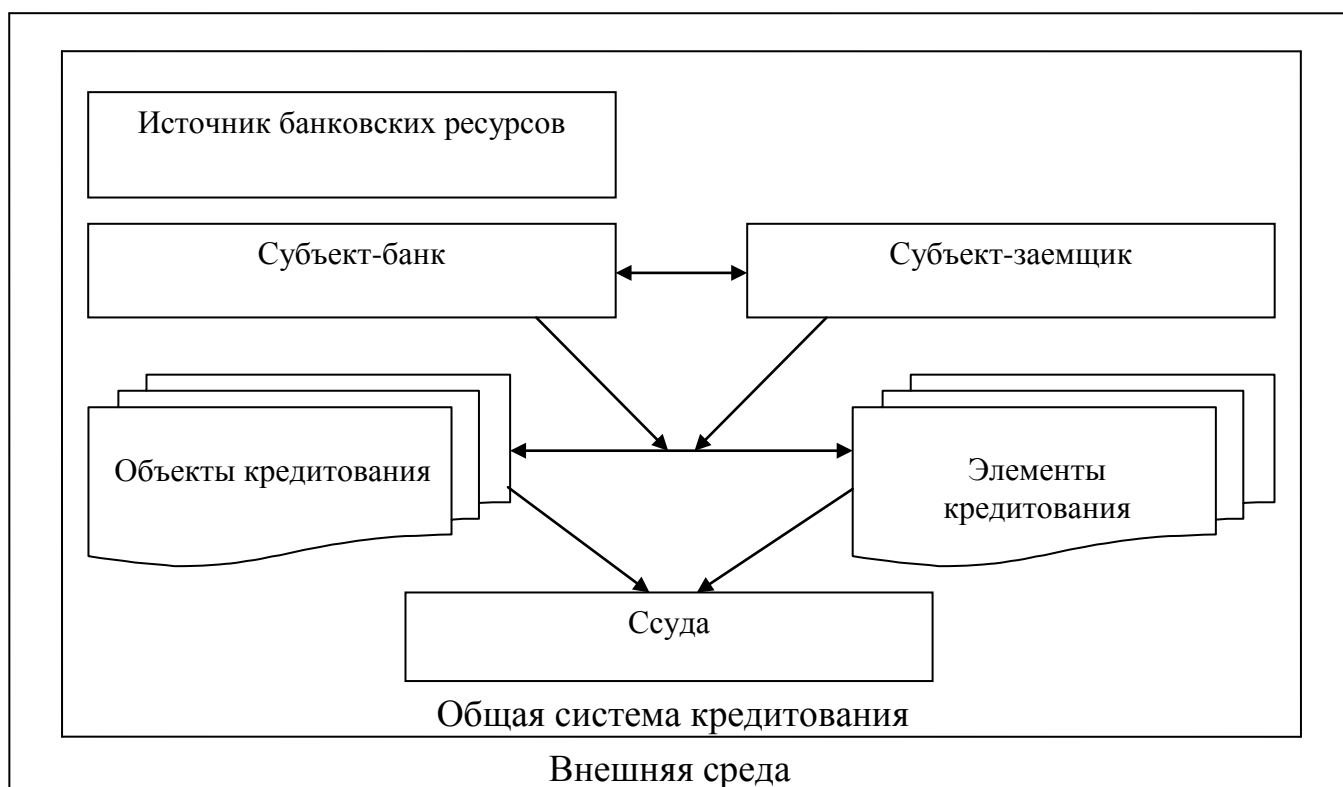 Источник банковских ресурсов
Субъект-банк
Субъект-заемщик
Объекты кредитования
Элементы
кредитования
Ссуда
Общая система кредитования
Внешняя среда